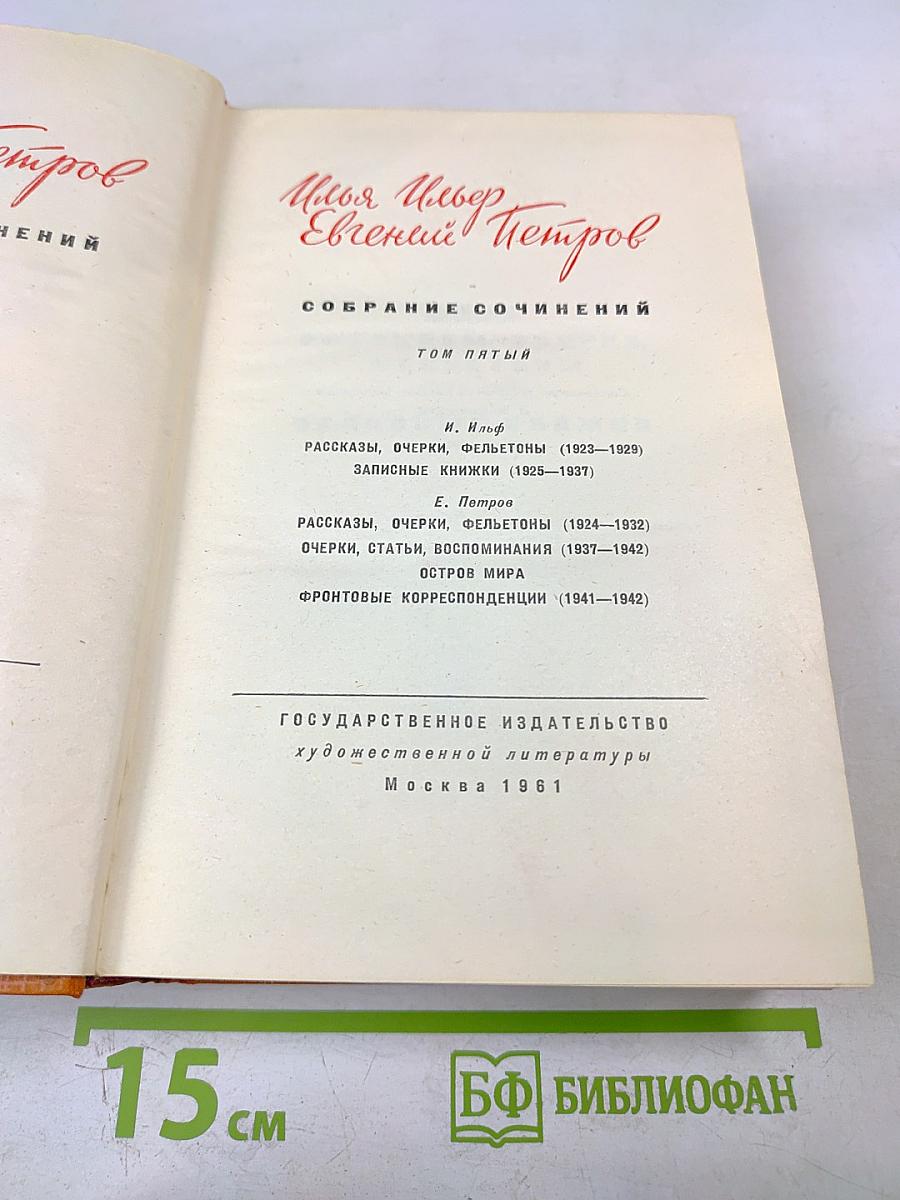 Петров
НЕНИЙ
Илья Ильф
Евгений Петров
СОБРАНИЕ СОЧИНЕНИЙ
ТОМ ПЯТЫЙ
И. Ильф
РАССКАЗЫ, ОЧЕРКИ, ФЕЛЬЕТОНЫ (1923—1929)
ЗАПИСНЫЕ КНИЖКИ (1925—1937)
Е. Петров
РАССКАЗЫ, ОЧЕРКИ, ФЕЛЬЕТОНЫ (1924—1932)
ОЧЕРКИ, СТАТЬИ, ВОСПОМИНАНИЯ (1937—1942)
ОСТРОВ МИРА
ФРОНТОВЫЕ КОРРЕСПОНДЕНЦИИ (1941—1942)
ГОСУДАРСТВЕННОЕ ИЗДАТЕЛЬСТВО
художественной литературы
Москва 1961
15 см
БФ БИБЛИОФАН